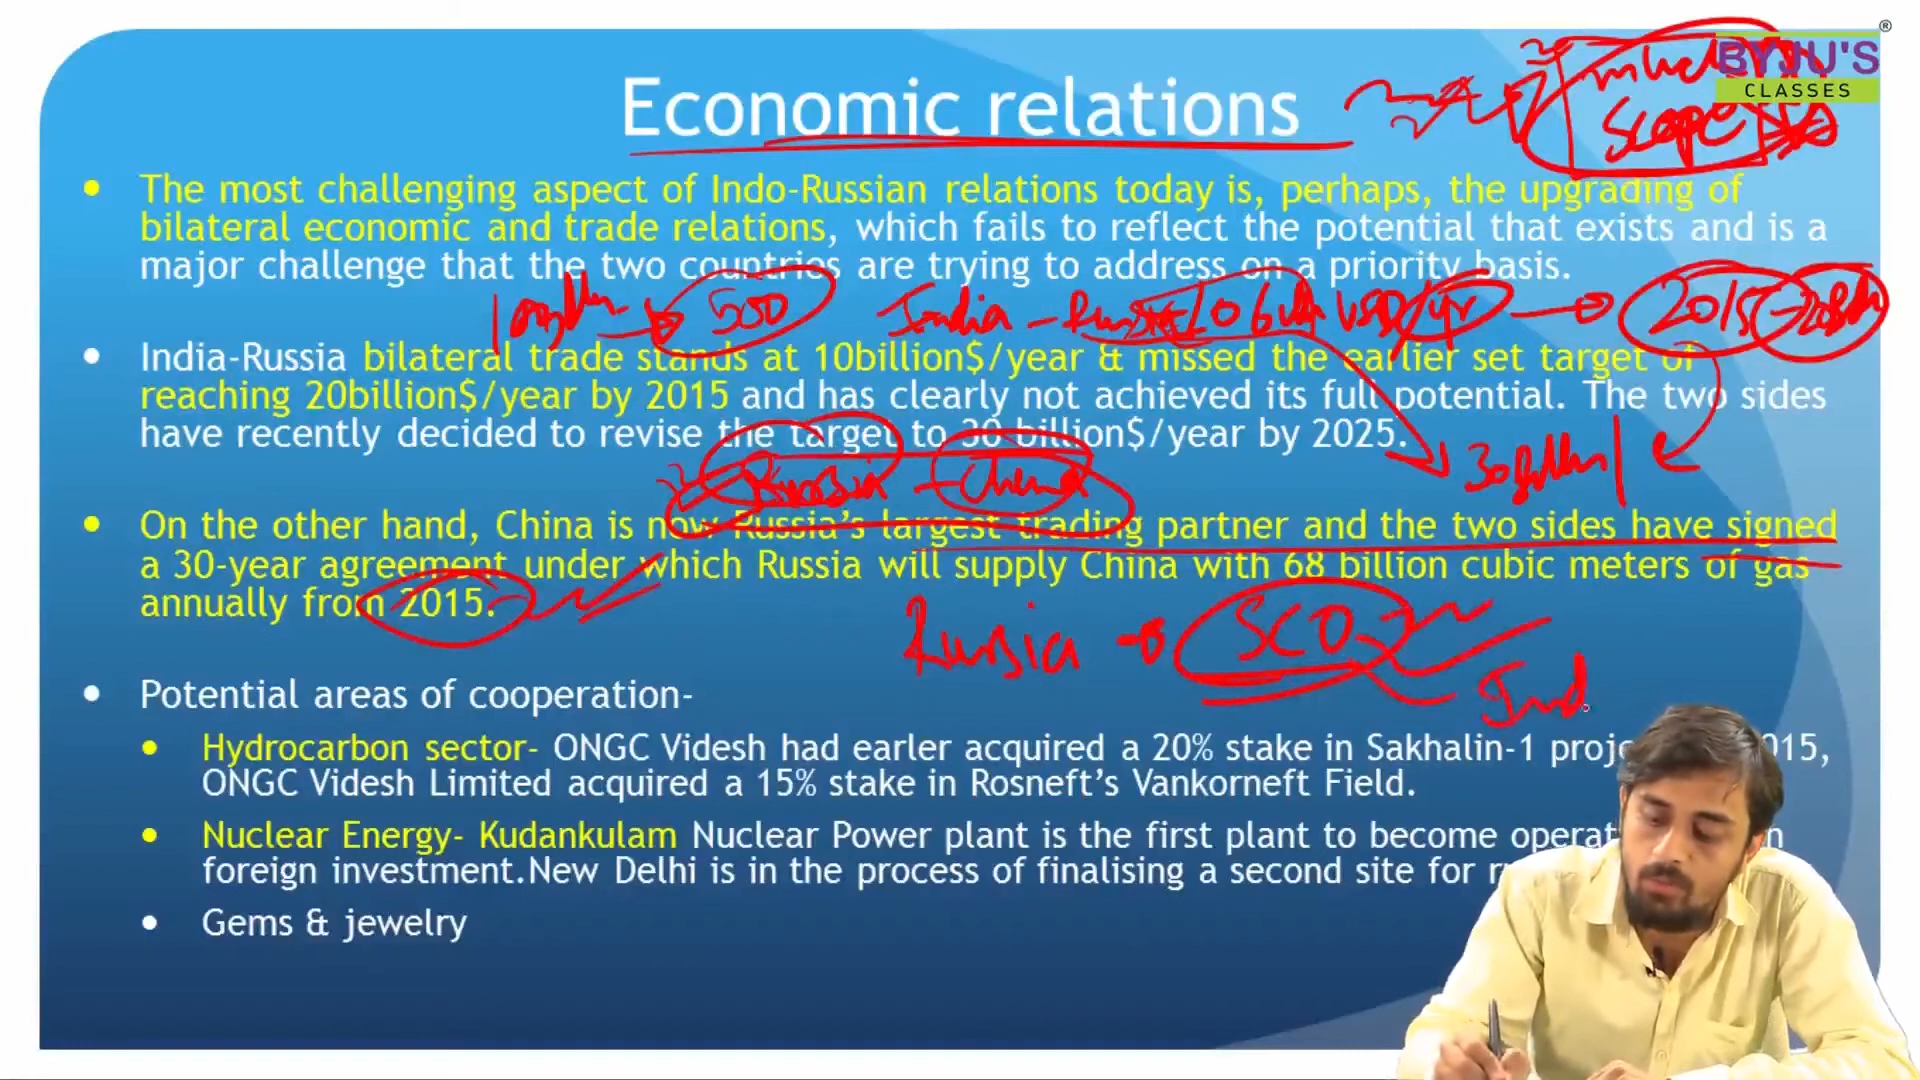 ®
BYJU'S
CLASSES
Scope
Economic relations
• The most challenging aspect of Indo-Russian relations today is, perhaps, the upgrading of
bilateral economic and trade relations, which fails to reflect the potential that exists and is a
major challenge that the two countries are trying to address on a priority basis.
500 India - 2015
• India-Russia bilateral trade stands at 10billion$/year & missed the earlier set target of
reaching 20billion$/year by 2015 and has clearly not achieved its full potential. The two sides
have recently decided to revise the target to 30 billion$/year by 2025.
Russia - China
• On the other hand, China is now Russia's largest trading partner and the two sides have signed
a 30-year agreement under which Russia will supply China with 68 billion cubic meters of gas
annually from 2015.
Russia → SCO
Ind
• Potential areas of cooperation-
• Hydrocarbon sector- ONGC Videsh had earler acquired a 20% stake in Sakhalin-1 2015,
ONGC Videsh Limited acquired a 15% stake in Rosneft's Vankorneft Field.
• Nuclear Energy- Kudankulam Nuclear Power plant is the first plant to become
foreign investment.New Delhi is in the process of finalising a second site for
• Gems & jewelry